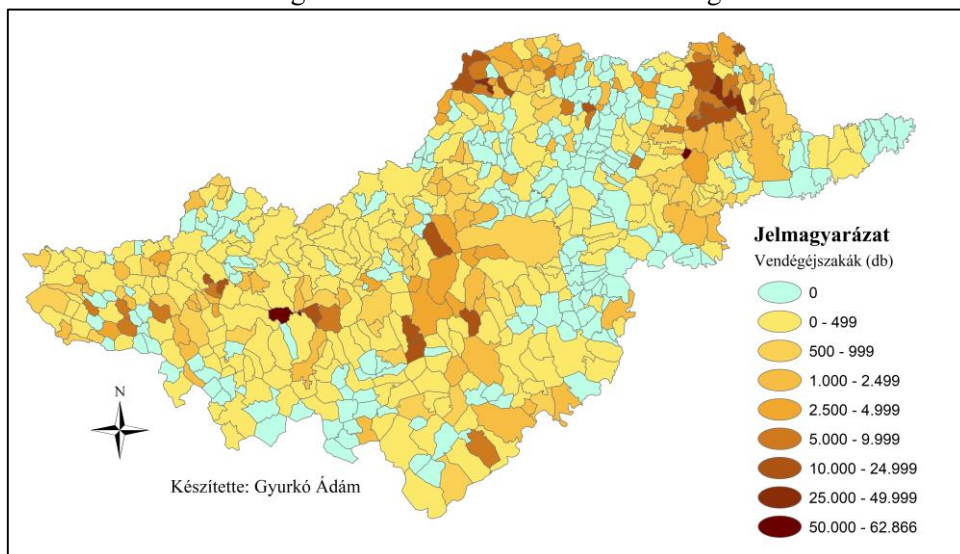 N
Készítette: Gyurkó Ádám
Jelmagyarázat
Vendégéjszakák (db)
0
0 - 499
500 - 999
1.000 - 2.499
2.500 - 4.999
5.000 - 9.999
10.000 - 24.999
25.000 - 49.999
50.000 - 62.866